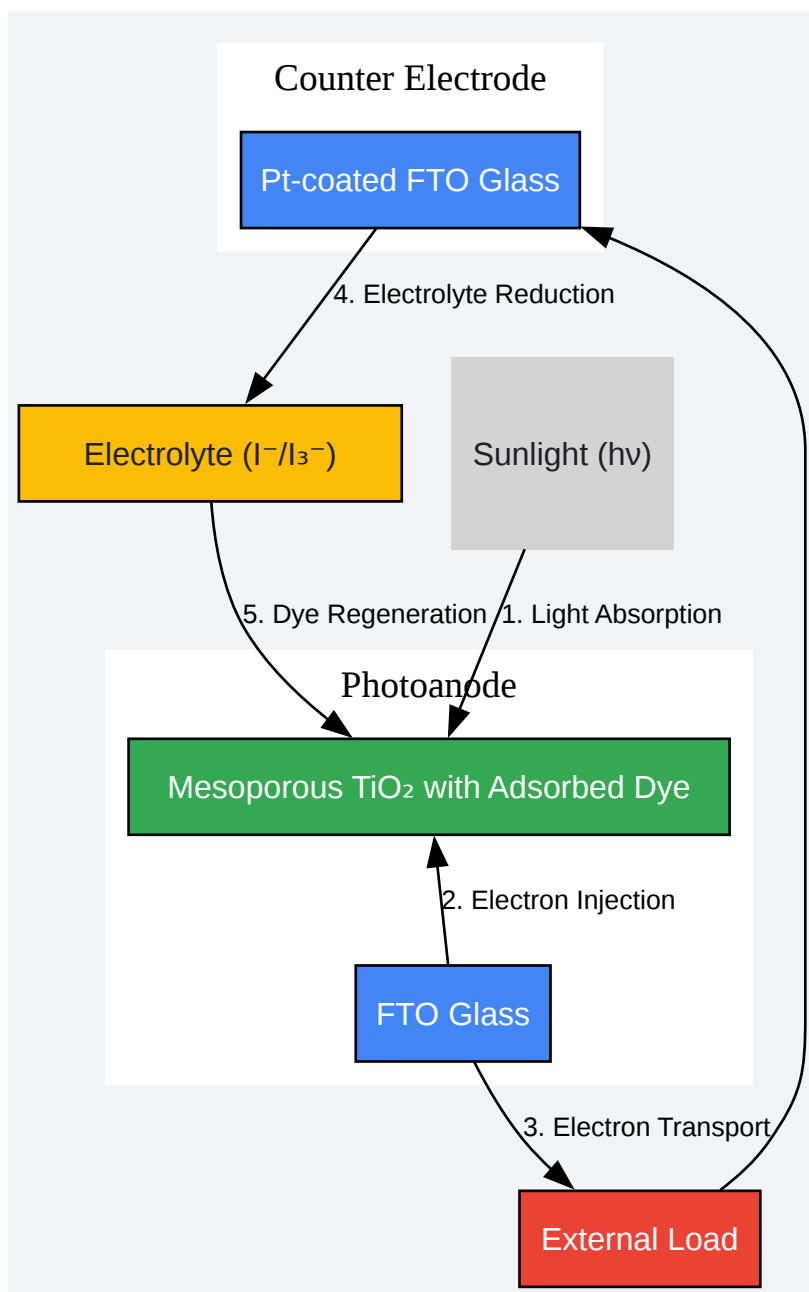 Counter Electrode
Pt-coated FTO Glass
4. Electrolyte Reduction
Electrolyte (I⁻/I₃⁻)
Sunlight (hν)
5. Dye Regeneration
1. Light Absorption
Photoanode
Mesoporous TiO₂ with Adsorbed Dye
2. Electron Injection
FTO Glass
3. Electron Transport
External Load